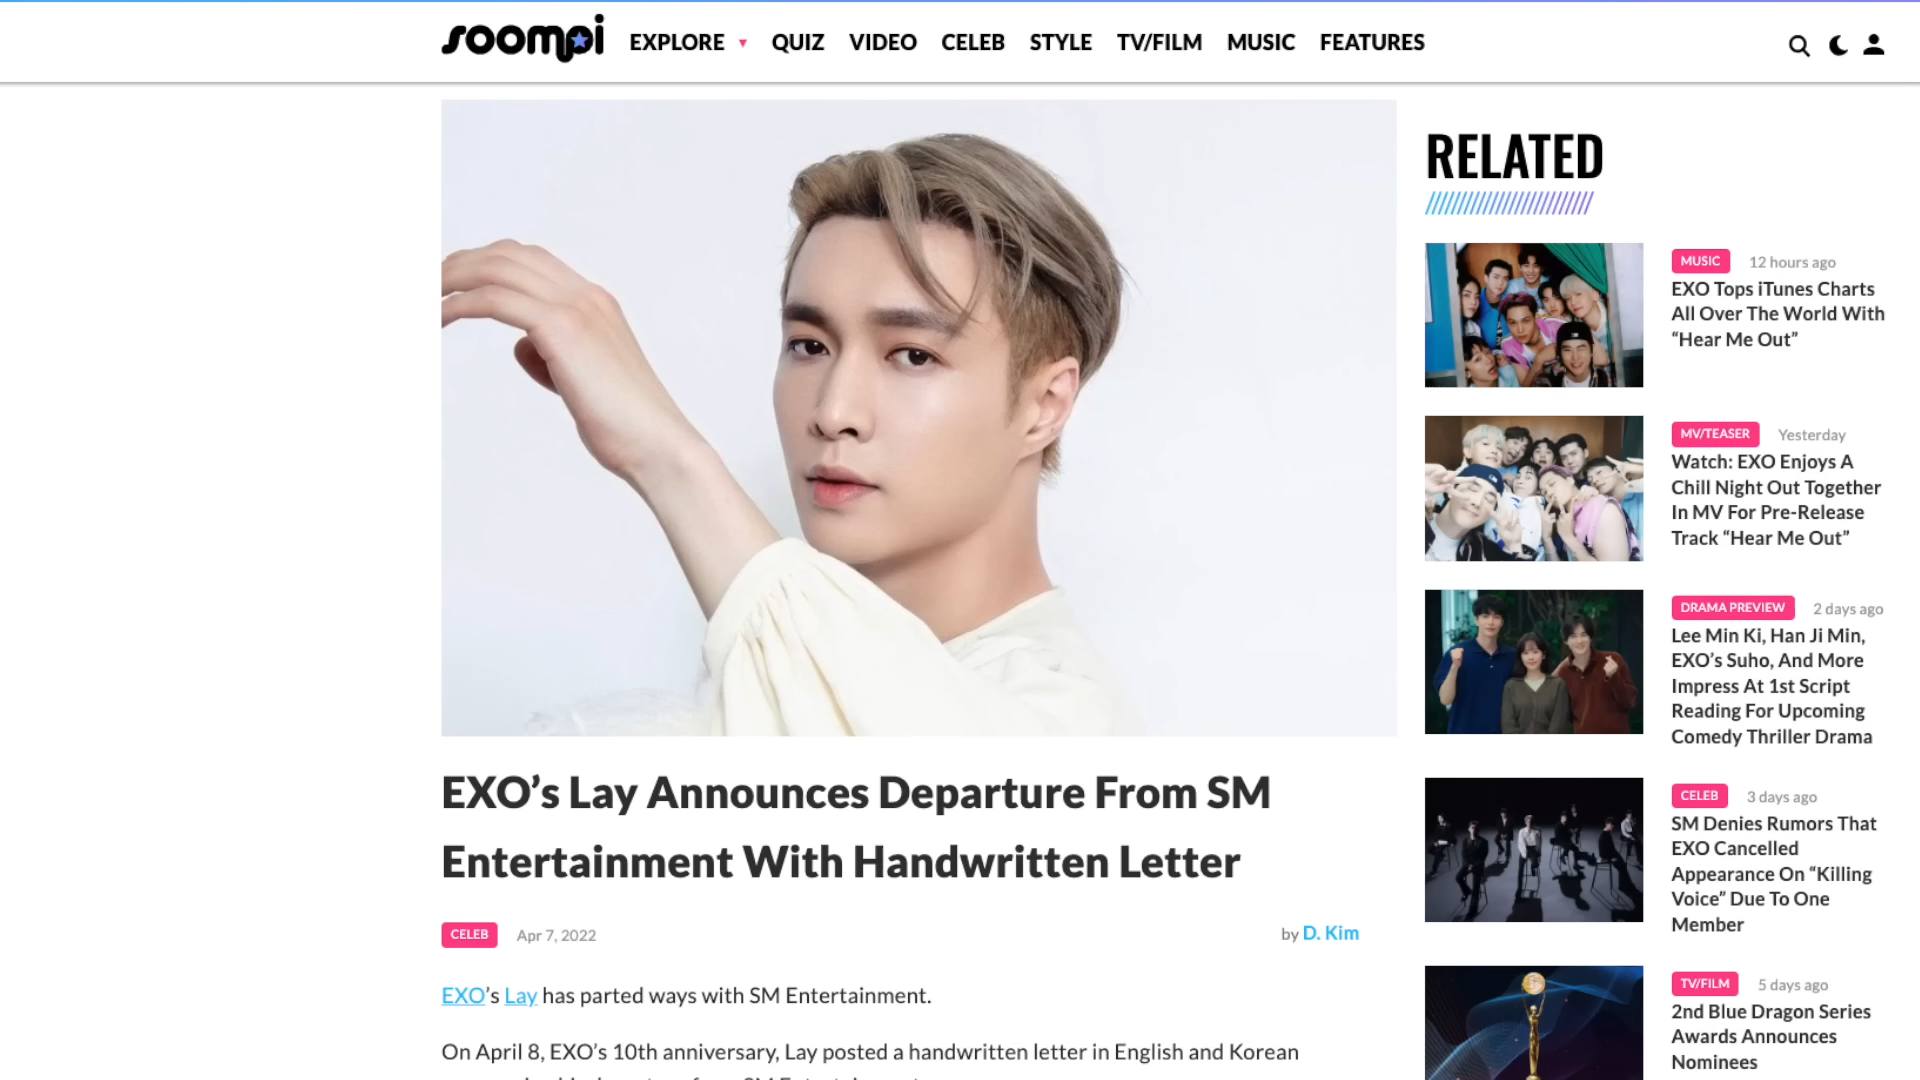 soompi EXPLORE ▼ QUIZ VIDEO CELEB STYLE TV/FILM MUSIC FEATURES
EXO’s Lay Announces Departure From SM
Entertainment With Handwritten Letter
CELEB Apr 7, 2022 by D. Kim
EXO’s Lay has parted ways with SM Entertainment.
On April 8, EXO’s 10th anniversary, Lay posted a handwritten letter in English and Korean
RELATED
MUSIC 12 hours ago
EXO Tops iTunes Charts
All Over The World With
“Hear Me Out”
MV/TEASER Yesterday
Watch: EXO Enjoys A
Chill Night Out Together
In MV For Pre-Release
Track “Hear Me Out”
DRAMA PREVIEW 2 days ago
Lee Min Ki, Han Ji Min,
EXO’s Suho, And More
Impress At 1st Script
Reading For Upcoming
Comedy Thriller Drama
CELEB 3 days ago
SM Denies Rumors That
EXO Cancelled
Appearance On “Killing
Voice” Due To One
Member
TV/FILM 5 days ago
2nd Blue Dragon Series
Awards Announces
Nominees